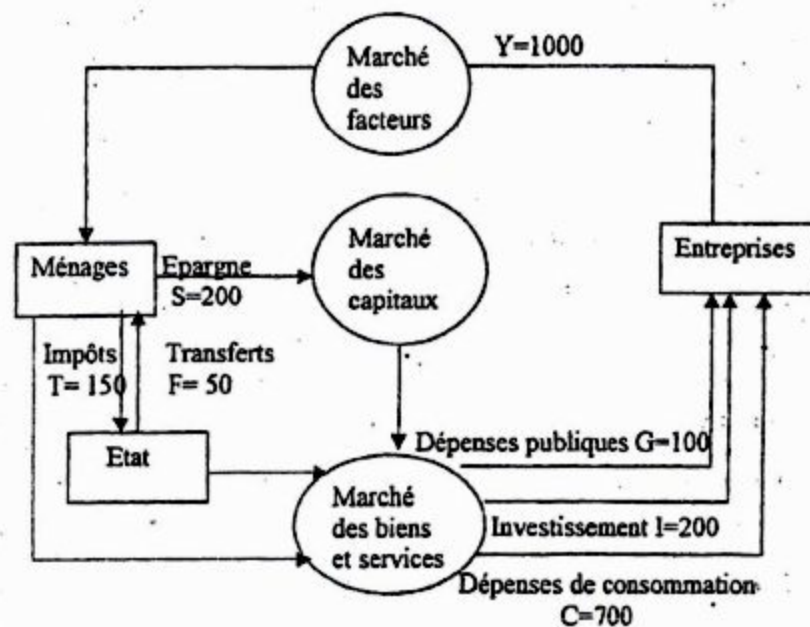 Marché
des
facteurs
Y=1000
Ménages
Epargne
S=200
Marché
des
capitaux
Entreprises
Impôts
T= 150
Transferts
F= 50
Etat
Dépenses publiques G=100
Marché
des biens
et services
Investissement I=200
Dépenses de consommation
C=700